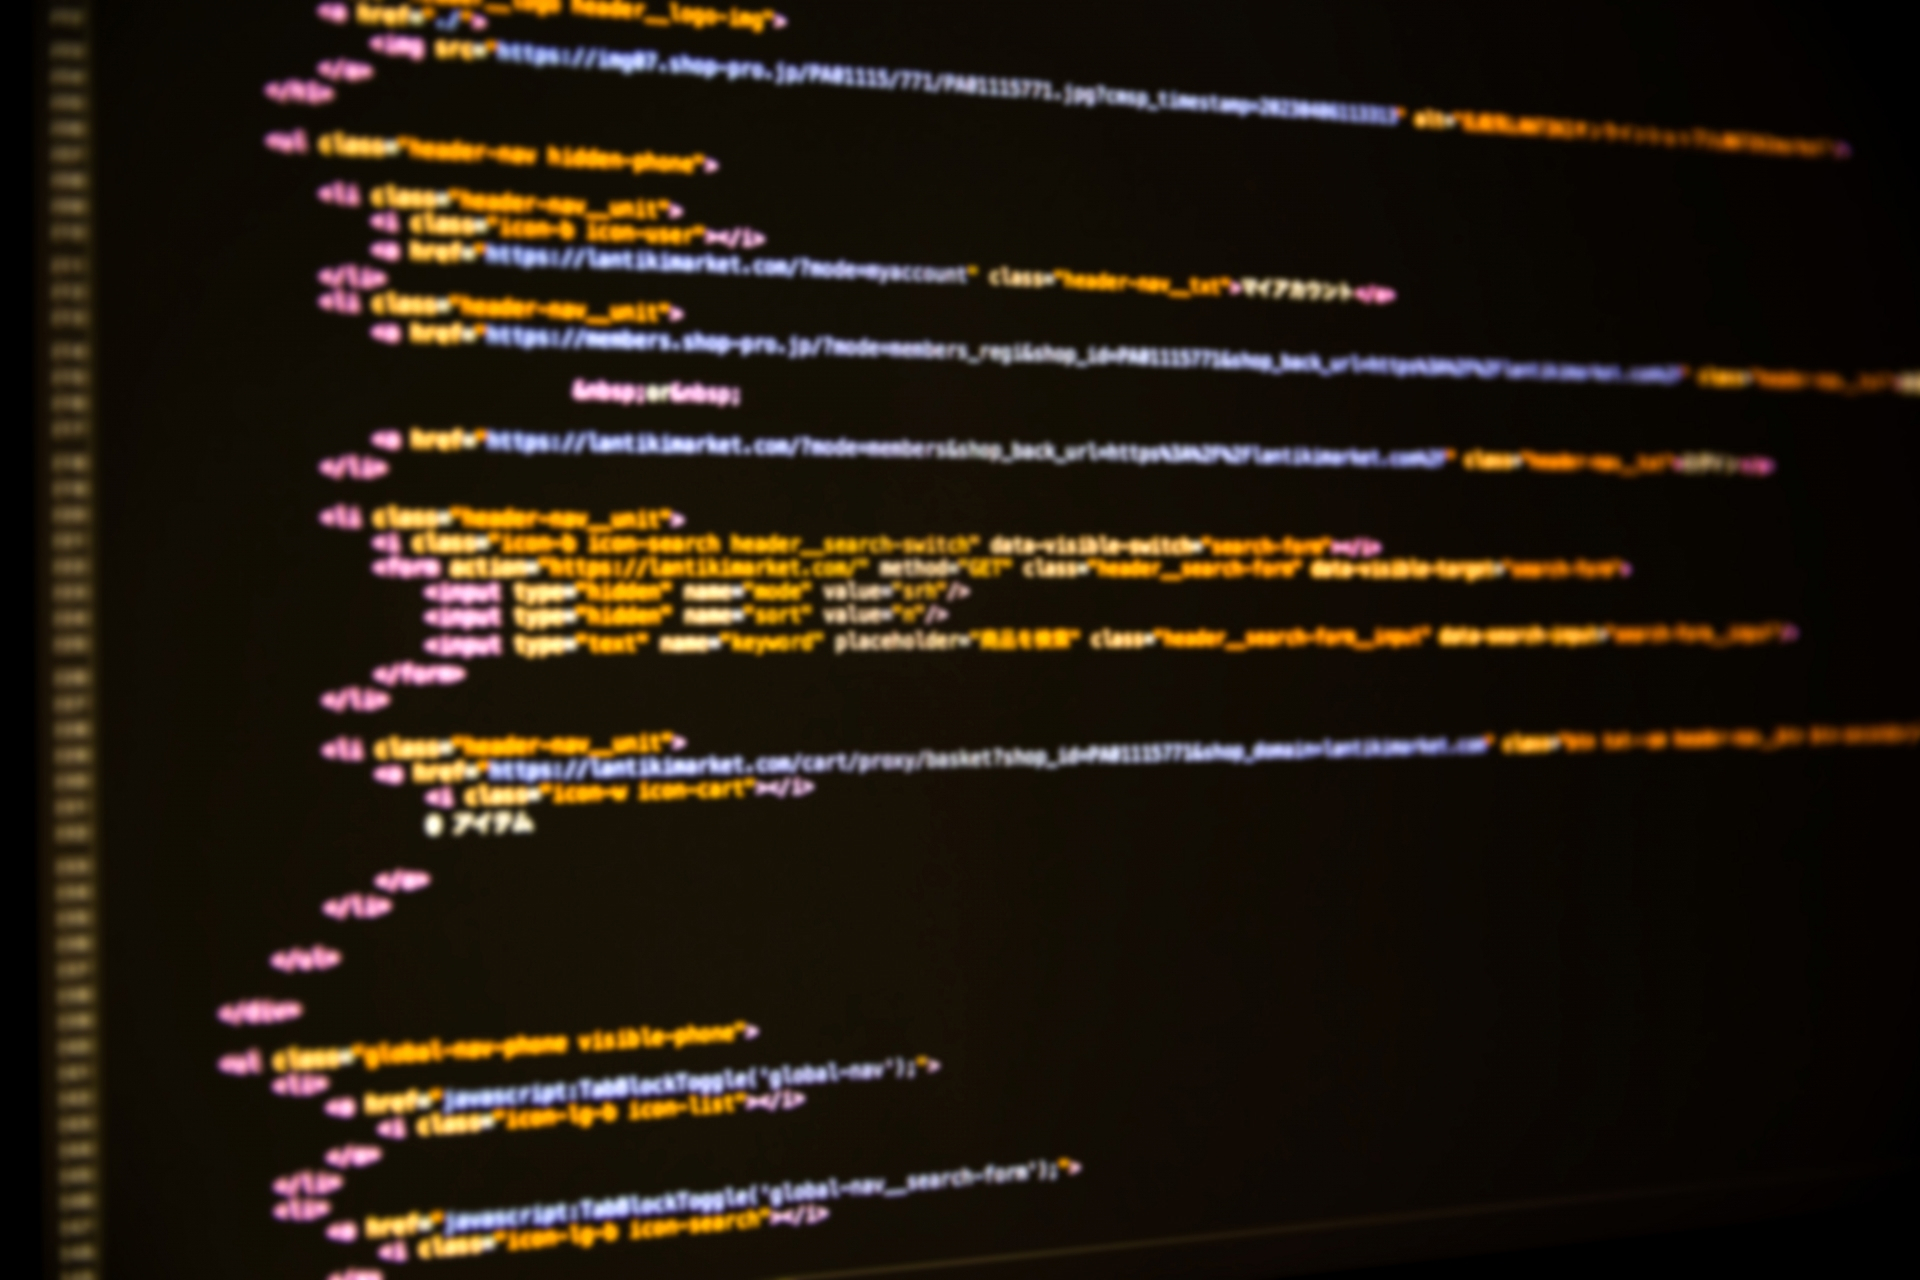 header__logo header__logo-img">
<a href="./">
<img src="https://img07.shop-pro.jp/PA01115/771/PA01115771.jpg?cmsp_timestamp=20230406113313" alt="
</a>
</h1>
<ul class="header-nav hidden-phone">
<li class="header-nav__unit">
<i class="icon-b icon-user"></i>
<a href="https://lantikimarket.com/?mode=myaccount" class="header-nav__txt">マイアカウント</a>
</li>
<li class="header-nav__unit">
<a href="https://members.shop-pro.jp/?mode=members_regi&shop_id=PA01115771&shop_back_url=https%3A%2F%2Flantikimarket.com%2F" class="header-nav__txt">
&nbsp;or&nbsp;
<a href="https://lantikimarket.com/?mode=members&shop_back_url=https%3A%2F%2Flantikimarket.com%2F" class="header-nav__txt"></a>
</li>
<li class="header-nav__unit">
<i class="icon-b icon-search header__search-switch" data-visible-switch="search-form"></i>
<form action="https://lantikimarket.com/" method="GET" class="header__search-form" data-visible-target="search-form">
<input type="hidden" name="mode" value="srh"/>
<input type="hidden" name="sort" value="n"/>
<input type="text" name="keyword" placeholder="商品を検索" class="header__search-form__input" data-search-input="search-form__input"/>
</form>
</li>
<li class="header-nav__unit">
<a href="https://lantikimarket.com/cart/proxy/basket?shop_id=PA01115771&shop_domain=lantikimarket.com" class="
<i class="icon-w icon-cart"></i>
0 アイテム
</a>
</li>
</ul>
</div>
<ul class="global-nav-phone visible-phone">
<li>
<a href="javascript:TabBlockToggle('global-nav');">
<i class="icon-lg-b icon-list"></i>
</a>
</li>
<li>
<a href="javascript:TabBlockToggle('global-nav__search-form');">
<i class="icon-lg-b icon-search"></i>